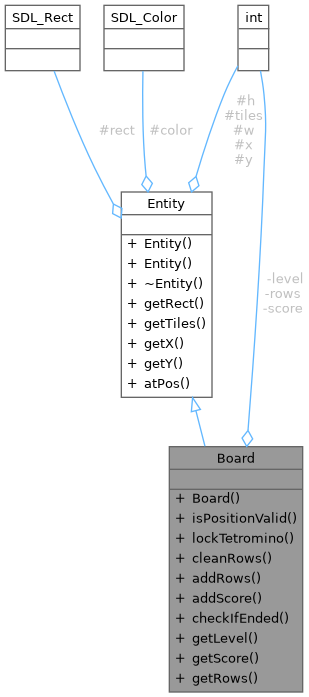 SDL_Rect
SDL_Color
int
#rect
#color
#h
#tiles
#w
#x
#y
Entity
+ Entity()
+ Entity()
+ ~Entity()
+ getRect()
+ getTiles()
+ getX()
+ getY()
+ atPos()
-level
-rows
-score
Board
+ Board()
+ isPositionValid()
+ lockTetromino()
+ cleanRows()
+ addRows()
+ addScore()
+ checkIfEnded()
+ getLevel()
+ getScore()
+ getRows()